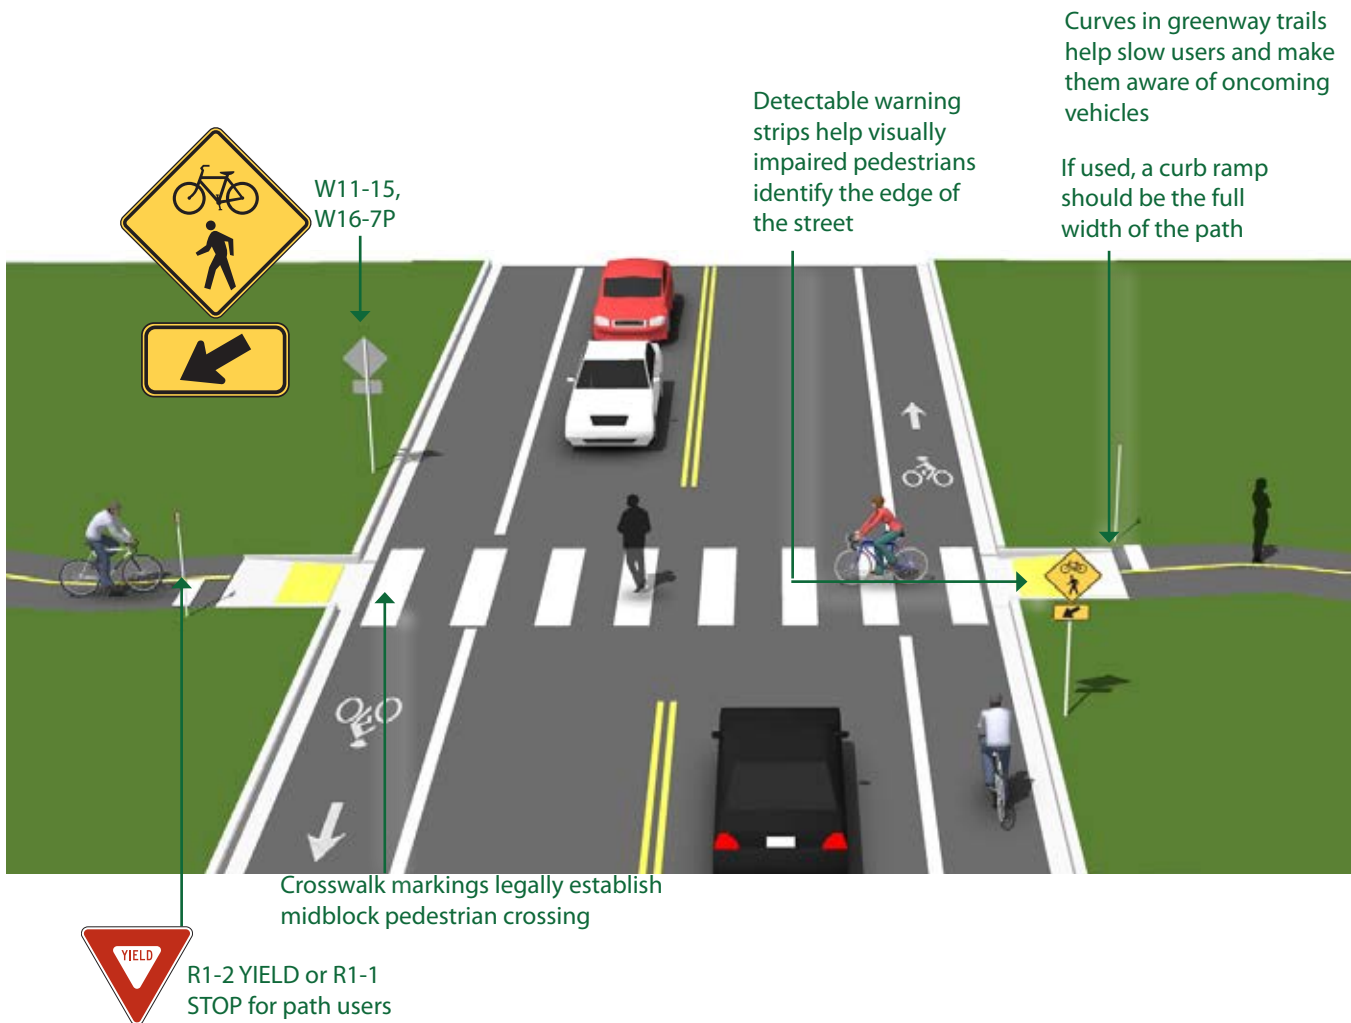 Curves in greenway trails
help slow users and make
them aware of oncoming
vehicles
If used, a curb ramp
should be the full
width of the path
Detectable warning
strips help visually
impaired pedestrians
identify the edge of
the street
W11-15,
W16-7P
Crosswalk markings legally establish
midblock pedestrian crossing
YIELD
R1-2 YIELD or R1-1
STOP for path users